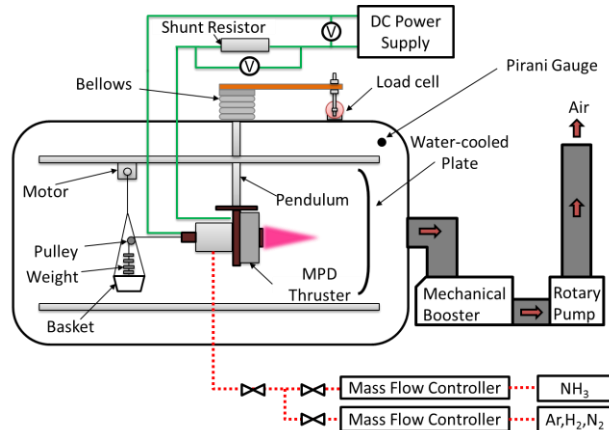 Shunt Resistor
V
DC Power
Supply
V
Bellows
Load cell
Pirani Gauge
Air
Water-cooled
Plate
Motor
Pendulum
Pulley
Weight
MPD
Thruster
Basket
Mechanical
Booster
Rotary
Pump
Mass Flow Controller
NH₃
Mass Flow Controller
Ar,H₂,N₂